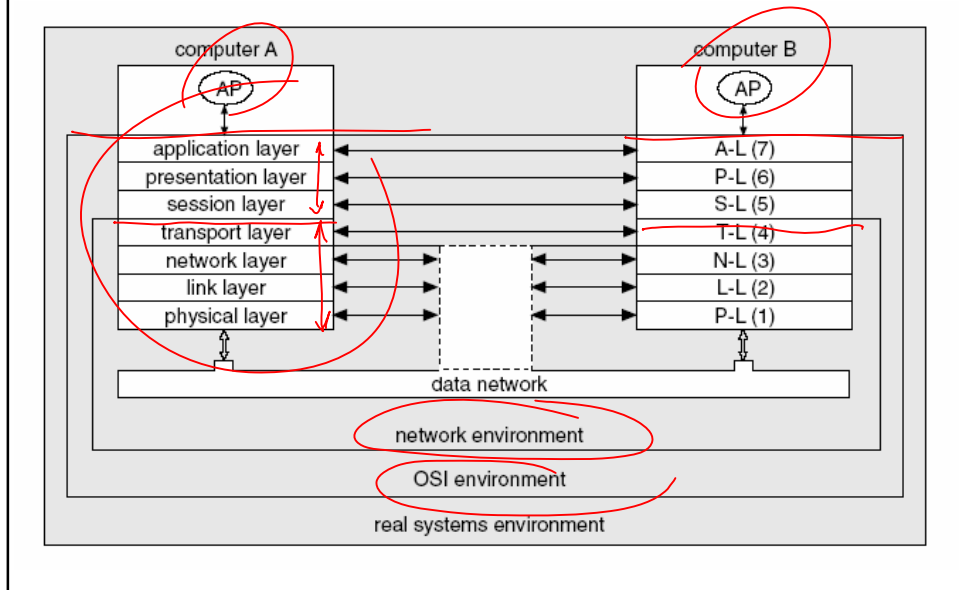 computer A
computer B
AP
AP
application layer
A-L (7)
presentation layer
P-L (6)
session layer
S-L (5)
transport layer
T-L (4)
network layer
N-L (3)
link layer
L-L (2)
physical layer
P-L (1)
data network
network environment
OSI environment
real systems environment